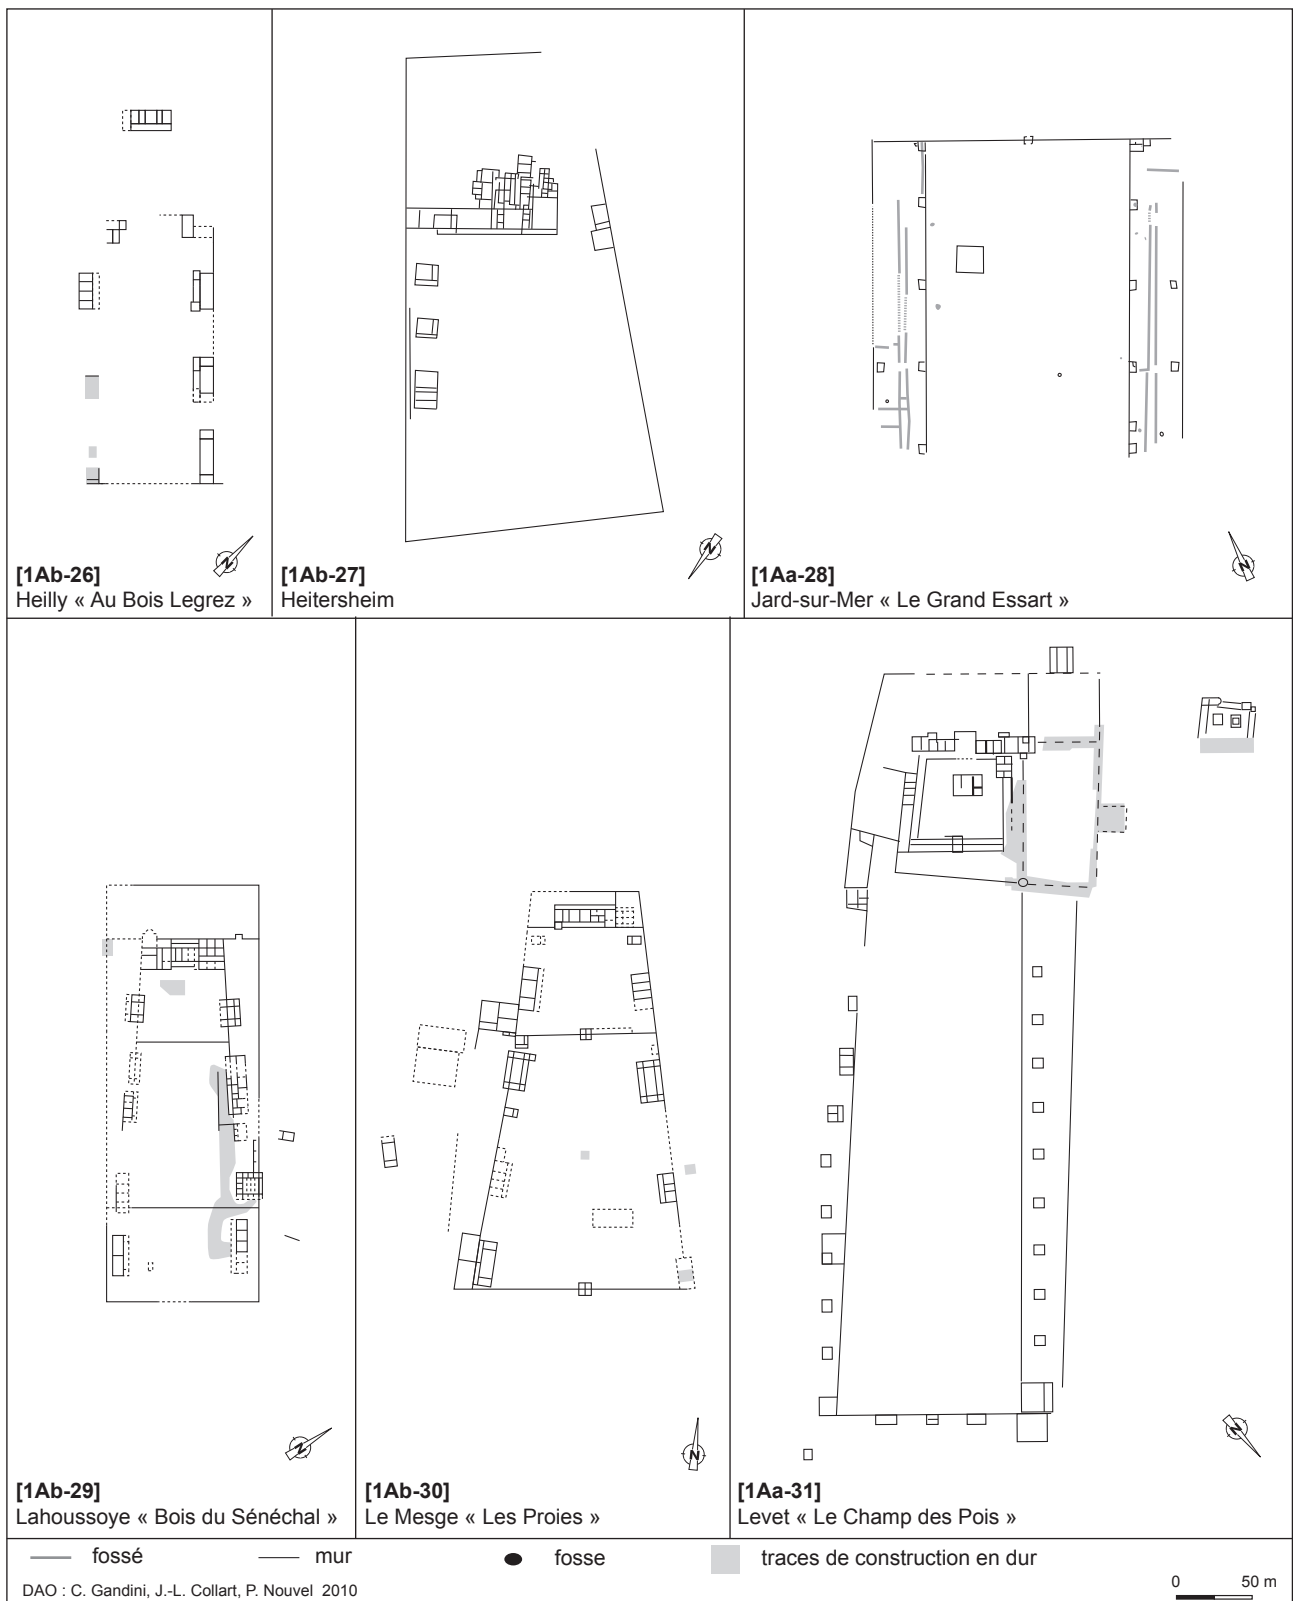 [1Ab-26]
Heilly « Au Bois Legrez »
N
[1Ab-27]
Heitersheim
N
[1Aa-28]
Jard-sur-Mer « Le Grand Essart »
N
[1Ab-29]
Lahoussoye « Bois du Sénéchal »
N
[1Ab-30]
Le Mesge « Les Proies »
N
[1Aa-31]
Levet « Le Champ des Pois »
N
fossé mur fosse traces de construction en dur
DAO : C. Gandini, J.-L. Collart, P. Nouvel 2010
0 50 m